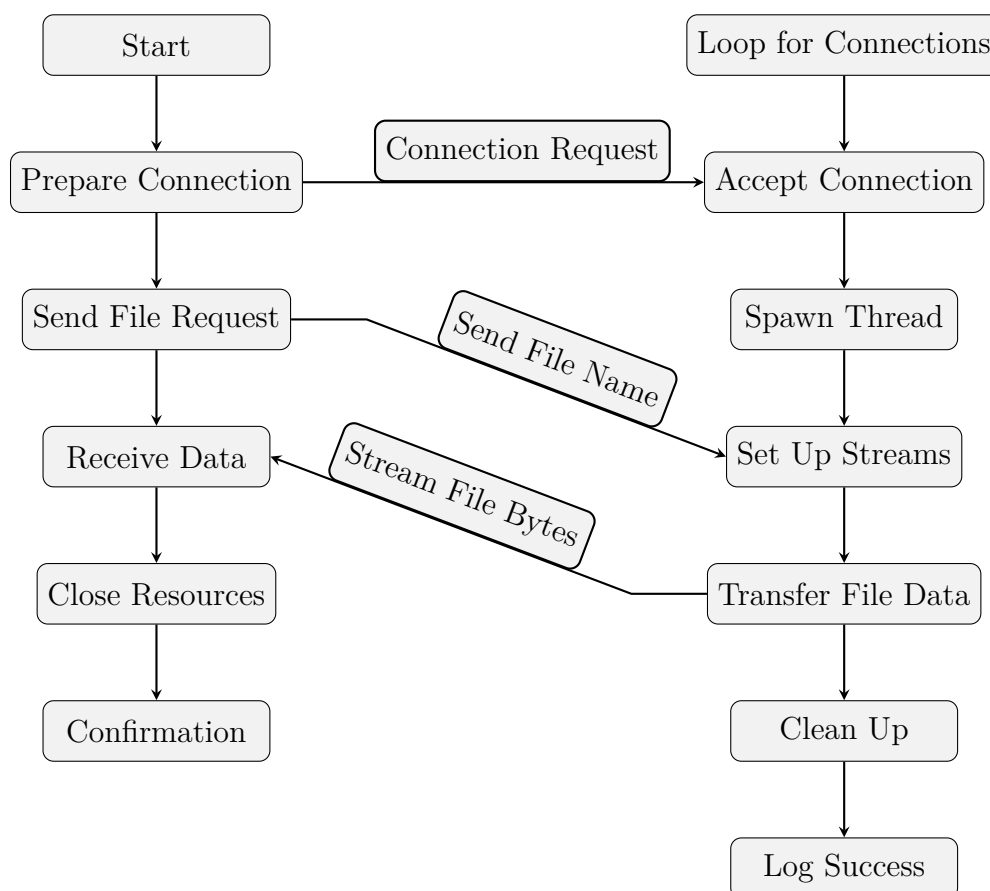 Start
Loop for Connections
Connection Request
Prepare Connection
Accept Connection
Send File Request
Send File Name
Spawn Thread
Receive Data
Stream File Bytes
Set Up Streams
Close Resources
Transfer File Data
Confirmation
Clean Up
Log Success